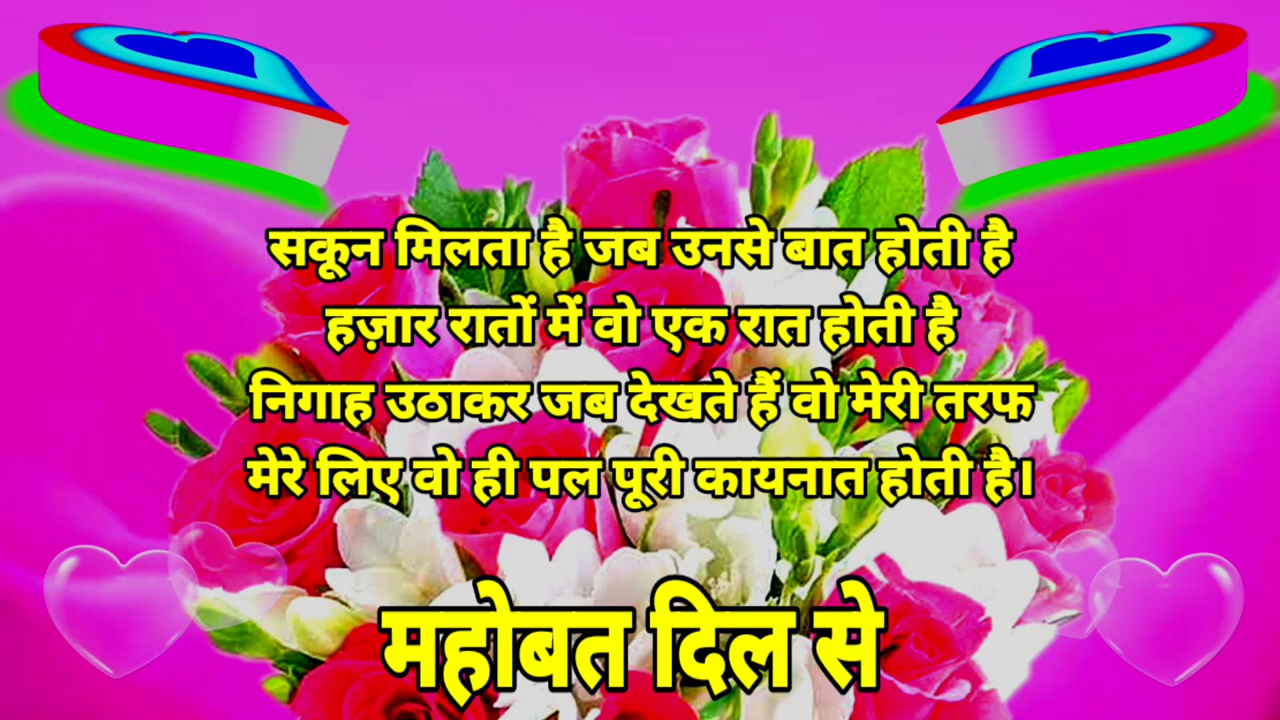 सकून मिलता है जब उनसे बात होती है
हज़ार रातों में वो एक रात होती है
निगाह उठाकर जब देखते हैं वो मेरी तरफ
मेरे लिए वो ही पल पूरी कायनात होती है।
महोबत दिल से